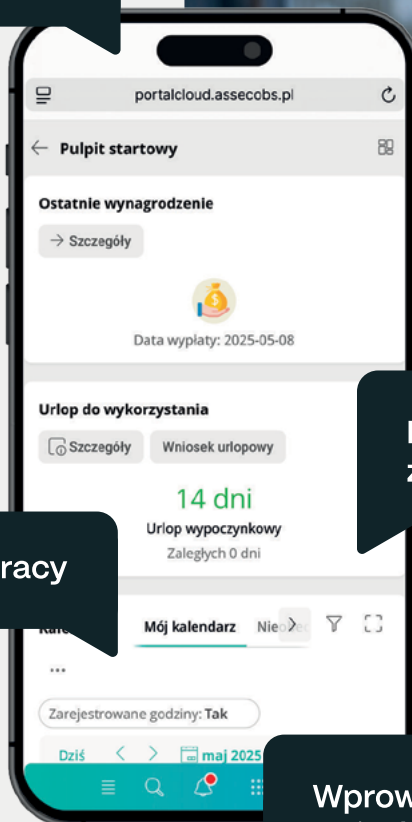 portalcloud.assecobs.pl
Pulpit startowy
Ostatnie wynagrodzenie
→ Szczegóły
Data wypłaty: 2025-05-08
Urlop do wykorzystania
Szczegóły Wniosek urlopowy
14 dni
Urlop wypoczynkowy
Zaległych 0 dni
racy
Mój kalendarz
...
Zarejestrowane godziny: Tak
Dziś < > maj 2025
Wprow